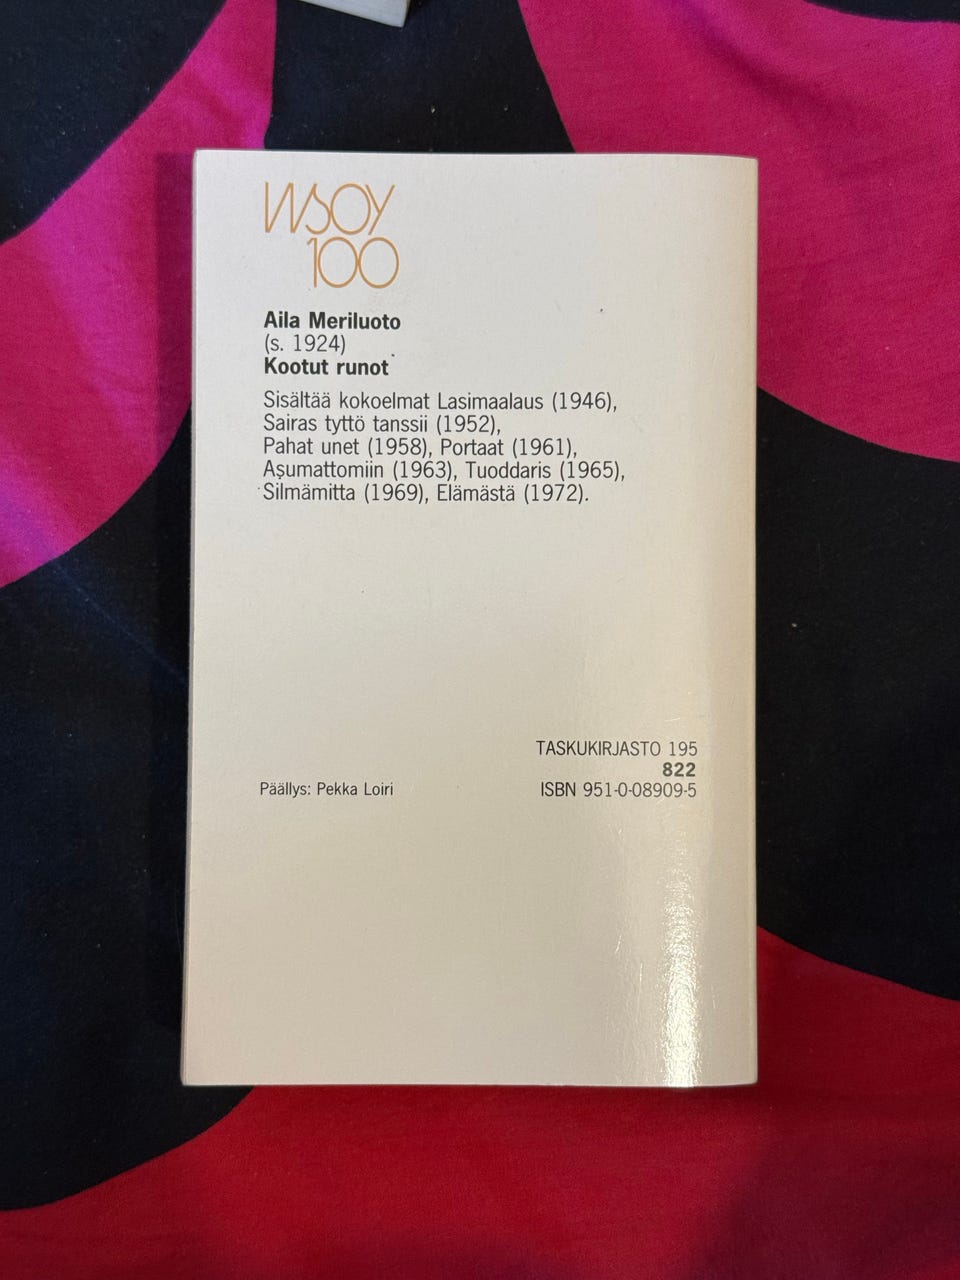 WSOY
100
Aila Meriluoto
(s. 1924)
Kootut runot
Sisältää kokoelmat Lasimaalaus (1946),
Sairas tyttö tanssii (1952),
Pahat unet (1958), Portaat (1961),
Asumattomiin (1963), Tuoddaris (1965),
Silmämitta (1969), Elämästä (1972).
TASKUKIRJASTO 195
822
Päällys: Pekka Loiri
ISBN 951-0-08909-5